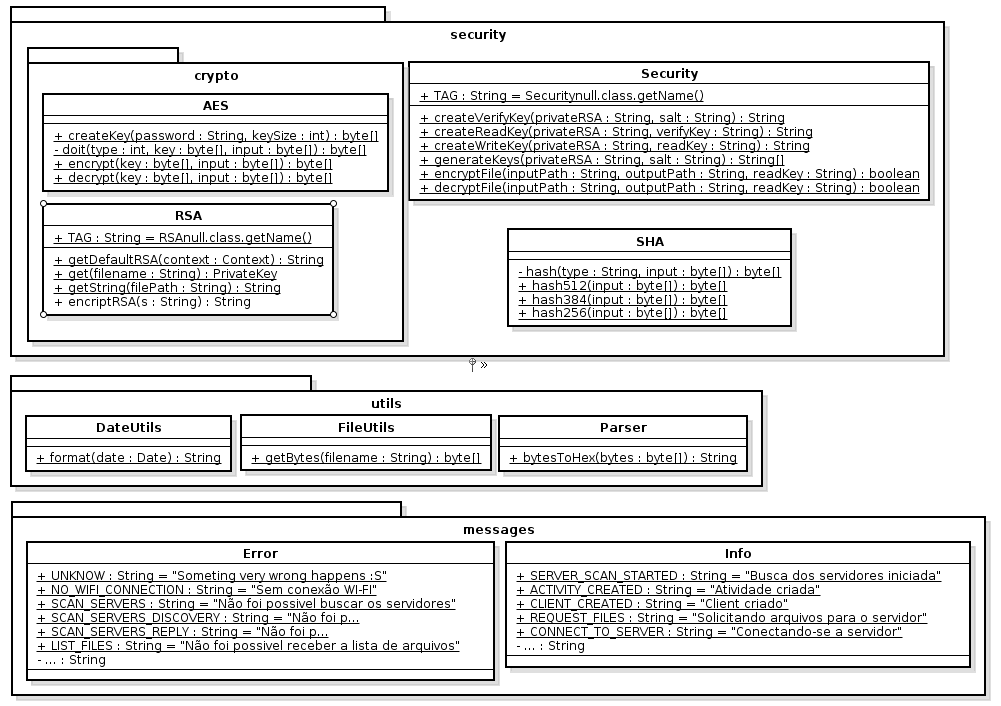 security
crypto
AES
+ createKey(password : String, keySize : int) : byte[]
- doit(type : int, key : byte[], input : byte[]) : byte[]
+ encrypt(key : byte[], input : byte[]) : byte[]
+ decrypt(key : byte[], input : byte[]) : byte[]
RSA
+ TAG : String = RSAnull.class.getName()
+ getDefaultRSA(context : Context) : String
+ get(filename : String) : PrivateKey
+ getString(filePath : String) : String
+ encriptRSA(s : String) : String
Security
+ TAG : String = Securitynull.class.getName()
+ createVerifyKey(privateRSA : String, salt : String) : String
+ createReadKey(privateRSA : String, verifyKey : String) : String
+ createWriteKey(privateRSA : String, readKey : String) : String
+ generateKeys(privateRSA : String, salt : String) : String[]
+ encryptFile(inputPath : String, outputPath : String, readKey : String) : boolean
+ decryptFile(inputPath : String, outputPath : String, readKey : String) : boolean
SHA
- hash(type : String, input : byte[]) : byte[]
+ hash512(input : byte[]) : byte[]
+ hash384(input : byte[]) : byte[]
+ hash256(input : byte[]) : byte[]
»
utils
DateUtils
+ format(date : Date) : String
FileUtils
+ getBytes(filename : String) : byte[]
Parser
+ bytesToHex(bytes : byte[]) : String
messages
Error
+ UNKNOW : String = "Someting very wrong happens :S"
+ NO_WIFI_CONNECTION : String = "Sem conexão WI-FI"
+ SCAN_SERVERS : String = "Não foi possivel buscar os servidores"
+ SCAN_SERVERS_DISCOVERY : String = "Não foi p...
+ SCAN_SERVERS_REPLY : String = "Não foi p...
+ LIST_FILES : String = "Não foi possivel receber a lista de arquivos"
- ... : String
Info
+ SERVER_SCAN_STARTED : String = "Busca dos servidores iniciada"
+ ACTIVITY_CREATED : String = "Atividade criada"
+ CLIENT_CREATED : String = "Client criado"
+ REQUEST_FILES : String = "Solicitando arquivos para o servidor"
+ CONNECT_TO_SERVER : String = "Conectando-se a servidor"
- ... : String